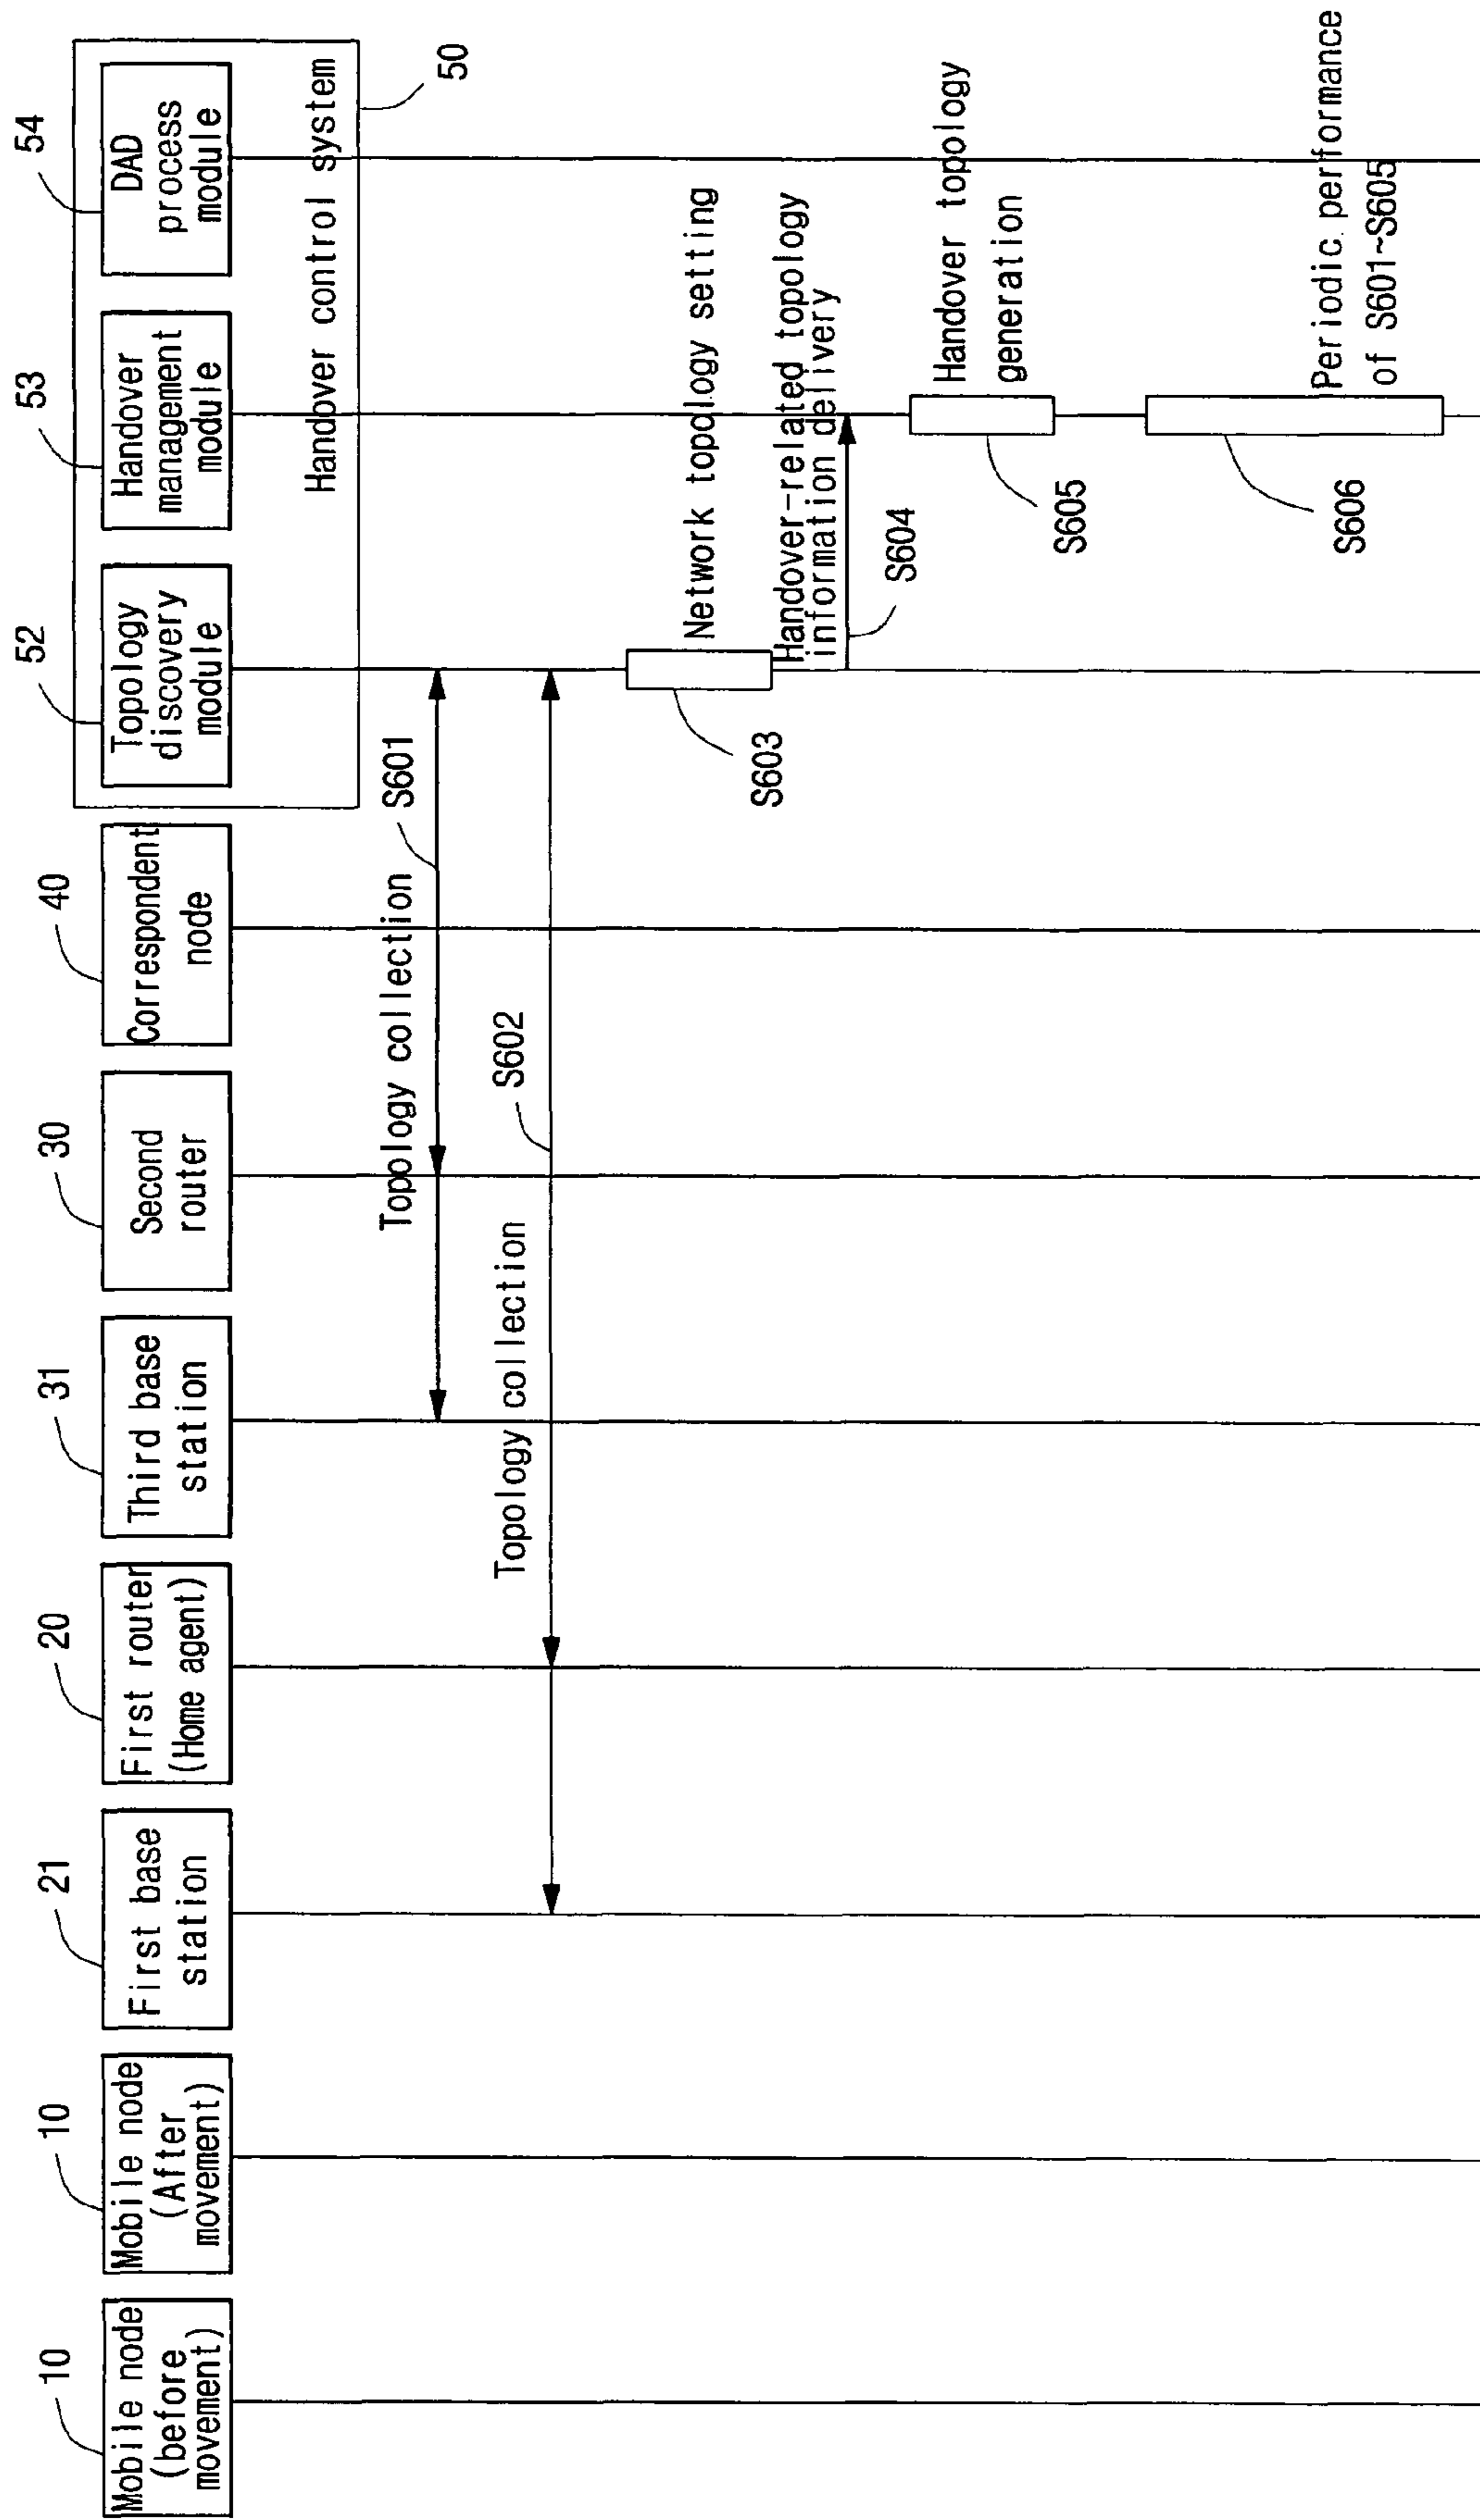 10
Mobile node
(before
movement)
10
Mobile node
(After
movement)
21
First base
station
20
First router
(Home agent)
31
Third base
station
30
Second
router
40
Correspondent
node
52
Topology
discovery
module
53
Handover
management
module
54
DAD
process
module
Handover control system
50
Topology collection
S601
Topology collection
S602
Network topology setting
S603
Handover-related topology
information delivery
S604
Handover topology
generation
S605
Periodic performance
of S601~S605
S606